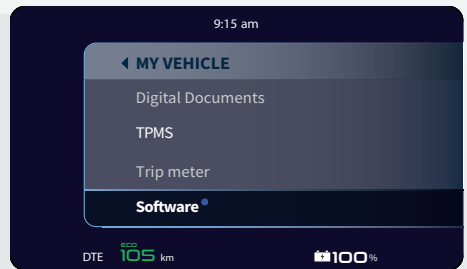 9:15 am
MY VEHICLE
Digital Documents
TPMS
Trip meter
Software
ECO
DTE 105 km 100%